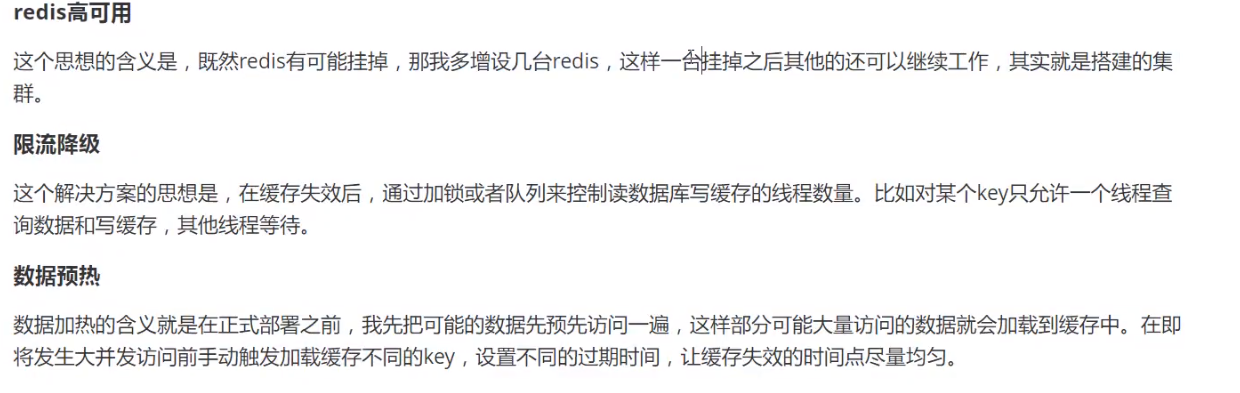 redis高可用
这个思想的含义是，既然redis有可能挂掉，那我多增设几台redis，这样一台挂掉之后其他的还可以继续工作，其实就是搭建的集
群。
限流降级
这个解决方案的思想是，在缓存失效后，通过加锁或者队列来控制读数据库写缓存的线程数量。比如对某个key只允许一个线程查
询数据和写缓存，其他线程等待。
数据预热
数据加热的含义就是在正式部署之前，我先把可能的数据先预先访问一遍，这样部分可能大量访问的数据就会加载到缓存中。在即
将发生大并发访问前手动触发加载缓存不同的key，设置不同的过期时间，让缓存失效的时间点尽量均匀。